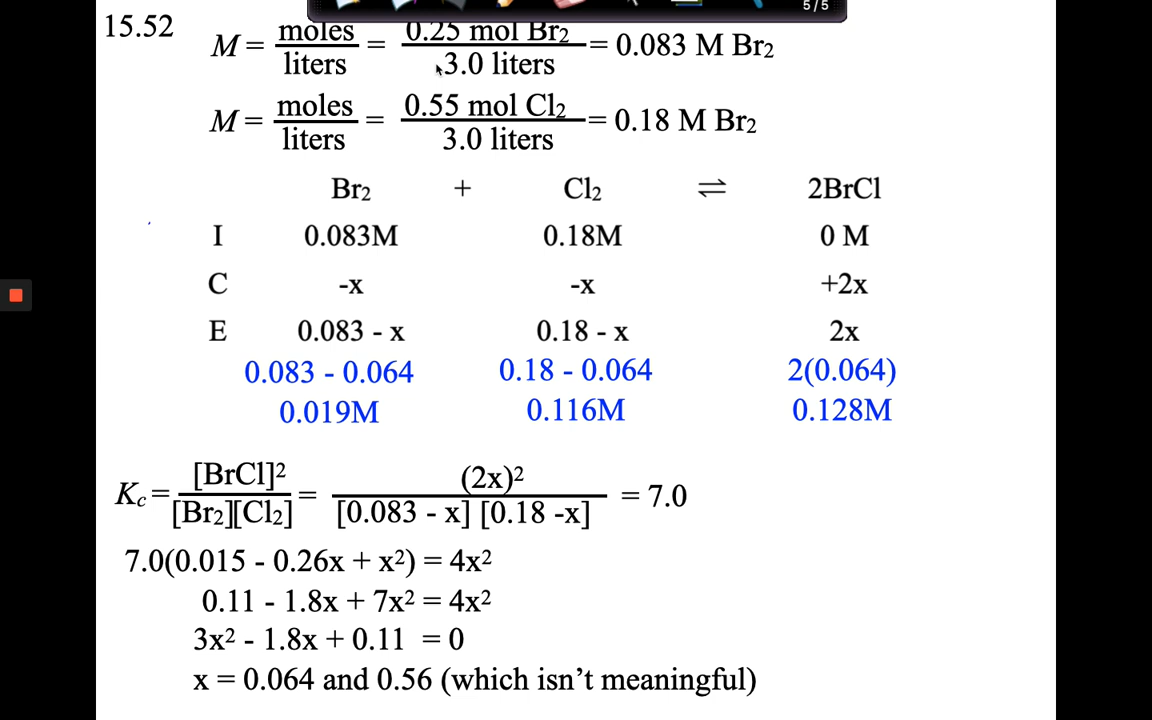 5/5
15.52
M = moles/liters = 0.25 mol Br₂/3.0 liters = 0.083 M Br₂
M = moles/liters = 0.55 mol Cl₂/3.0 liters = 0.18 M Br₂
Br₂ + Cl₂ ⇌ 2BrCl
I 0.083M 0.18M 0 M
C -x -x +2x
E 0.083 - x 0.18 - x 2x
0.083 - 0.064 0.18 - 0.064 2(0.064)
0.019M 0.116M 0.128M
Kc = [BrCl]²/[Br₂][Cl₂] = (2x)²/[0.083 - x] [0.18 -x] = 7.0
7.0(0.015 - 0.26x + x²) = 4x²
0.11 - 1.8x + 7x² = 4x²
3x² - 1.8x + 0.11 = 0
x = 0.064 and 0.56 (which isn’t meaningful)